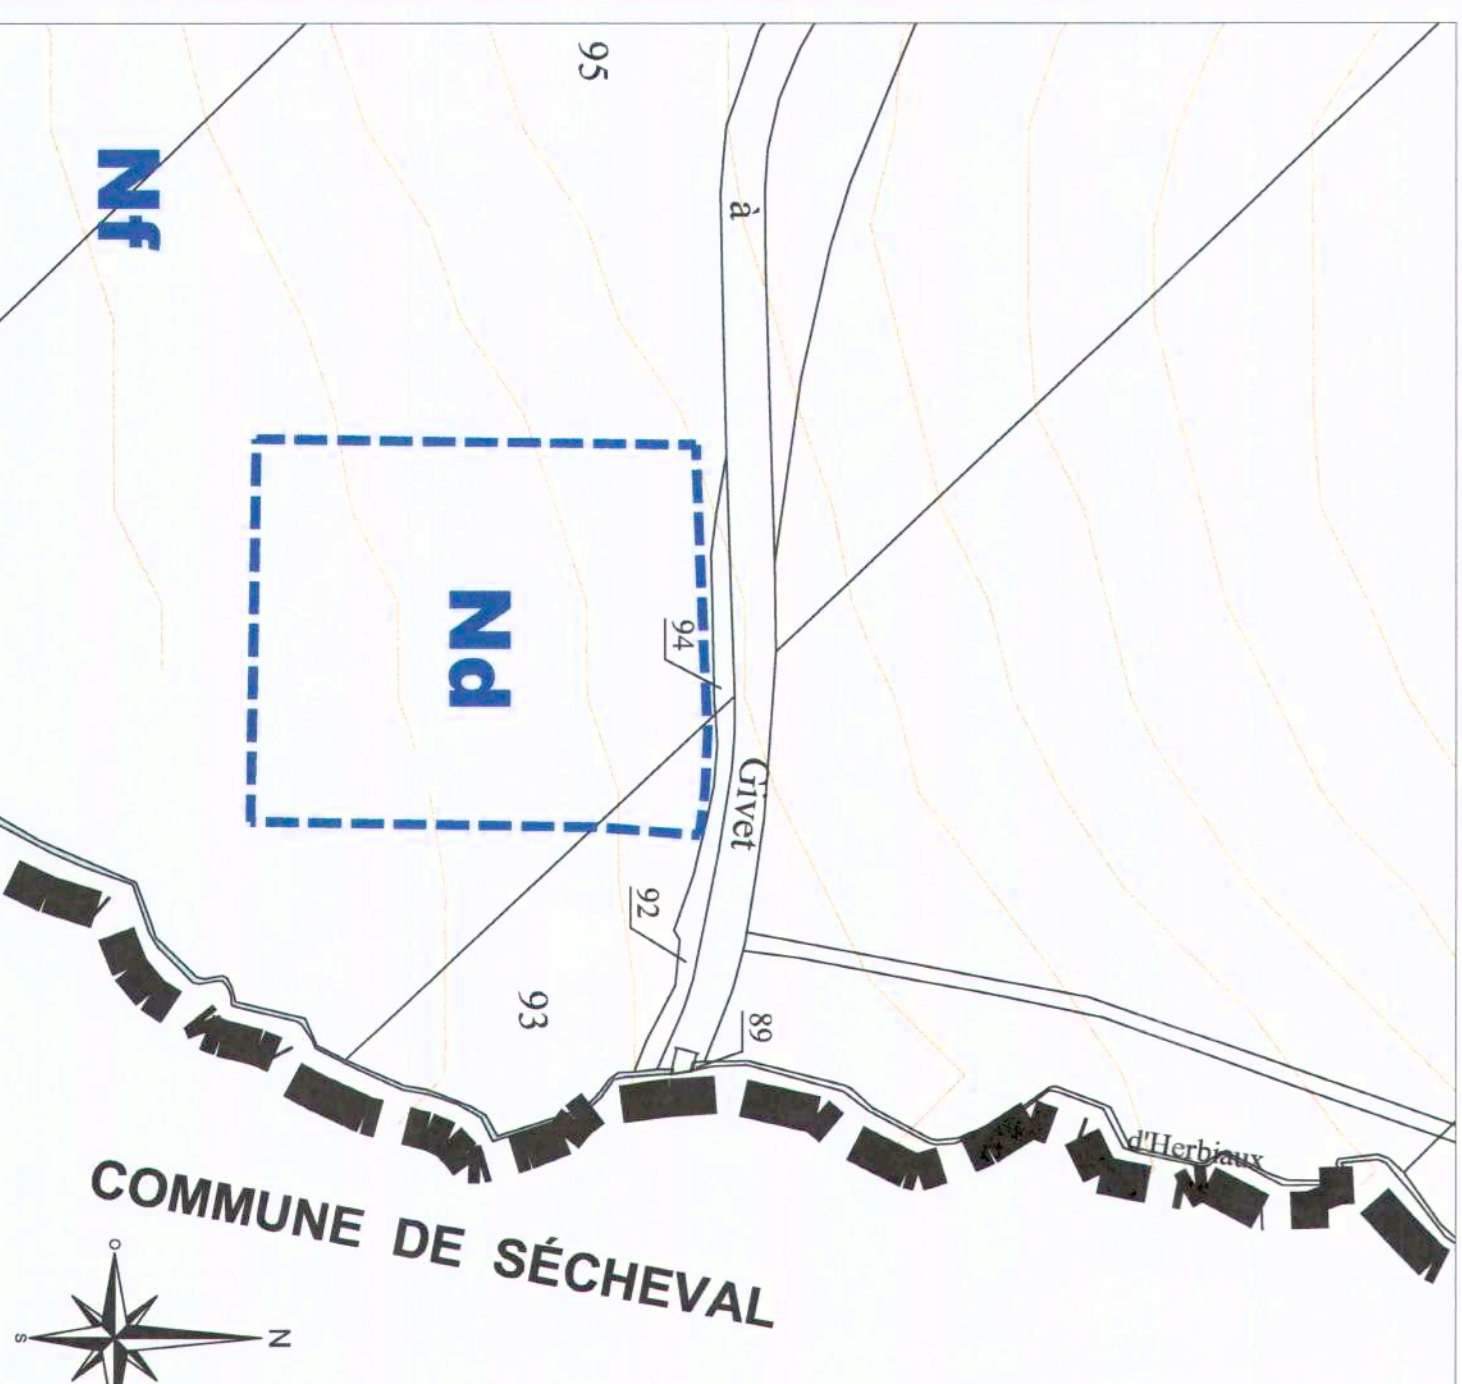 95
Nf
à
Nd
94
Givet
92
93
89
d'Herbiaux
COMMUNE DE SÉCHEVAL
O
N
S